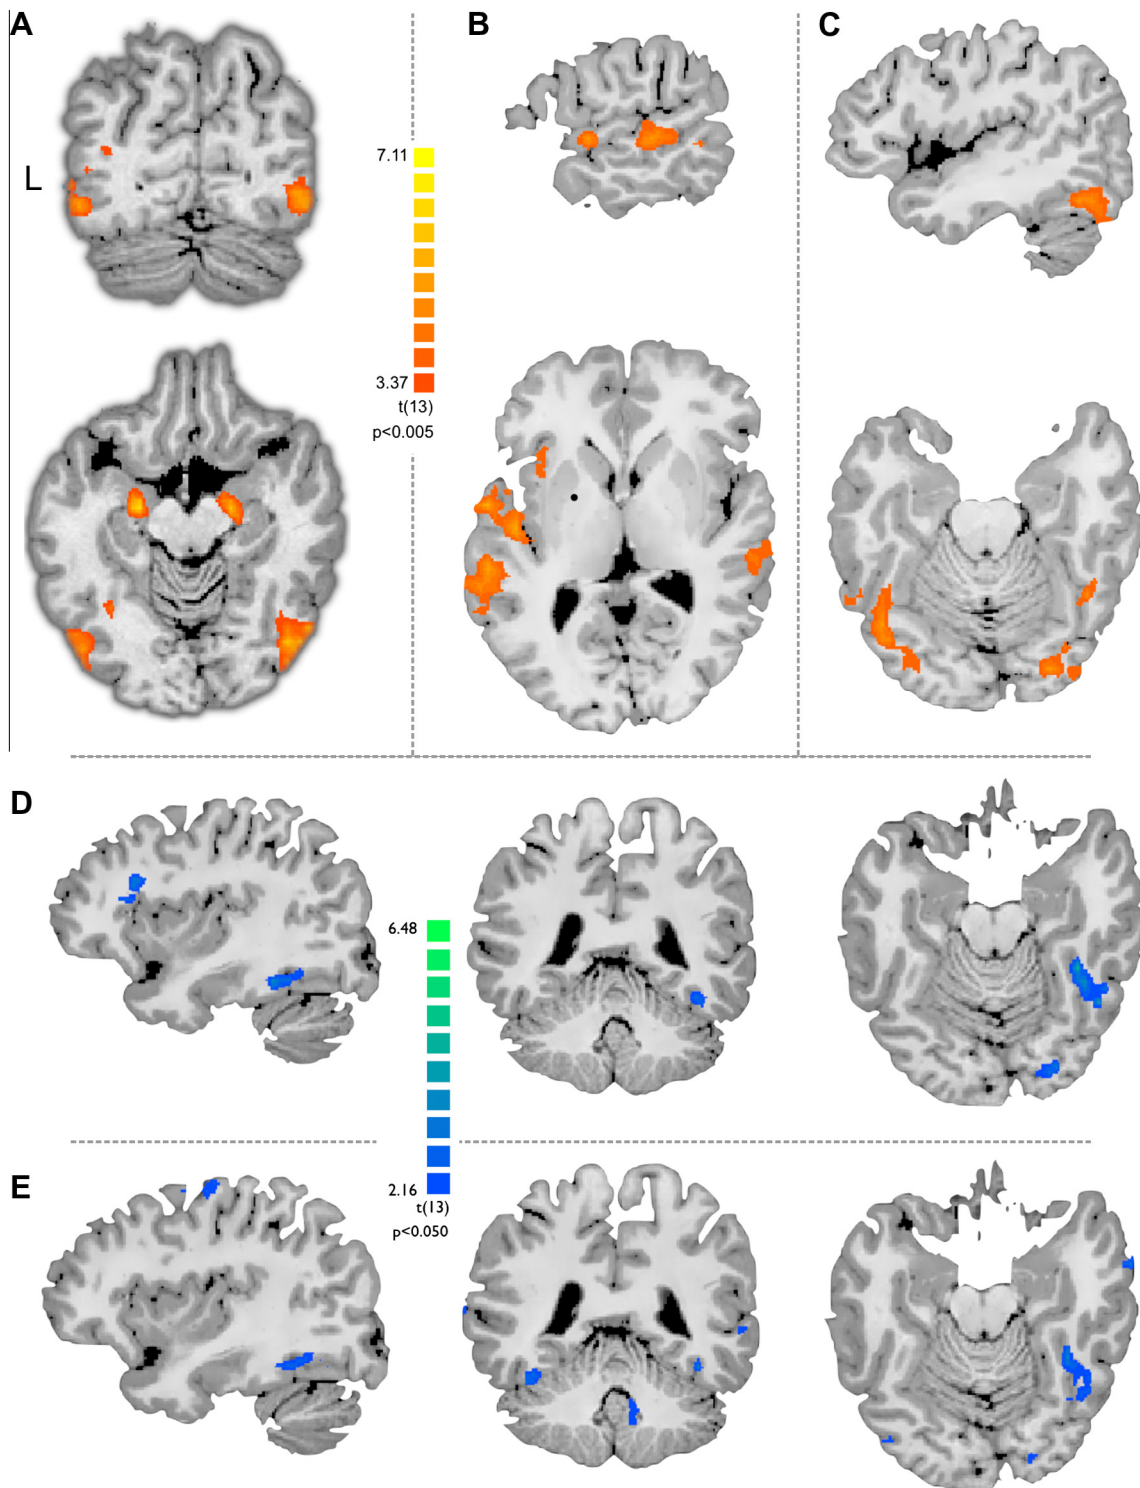 A
B
C
L
7.11
3.37
t(13)
p<0.005
D
6.48
2.16
t(13)
p<0.050
E